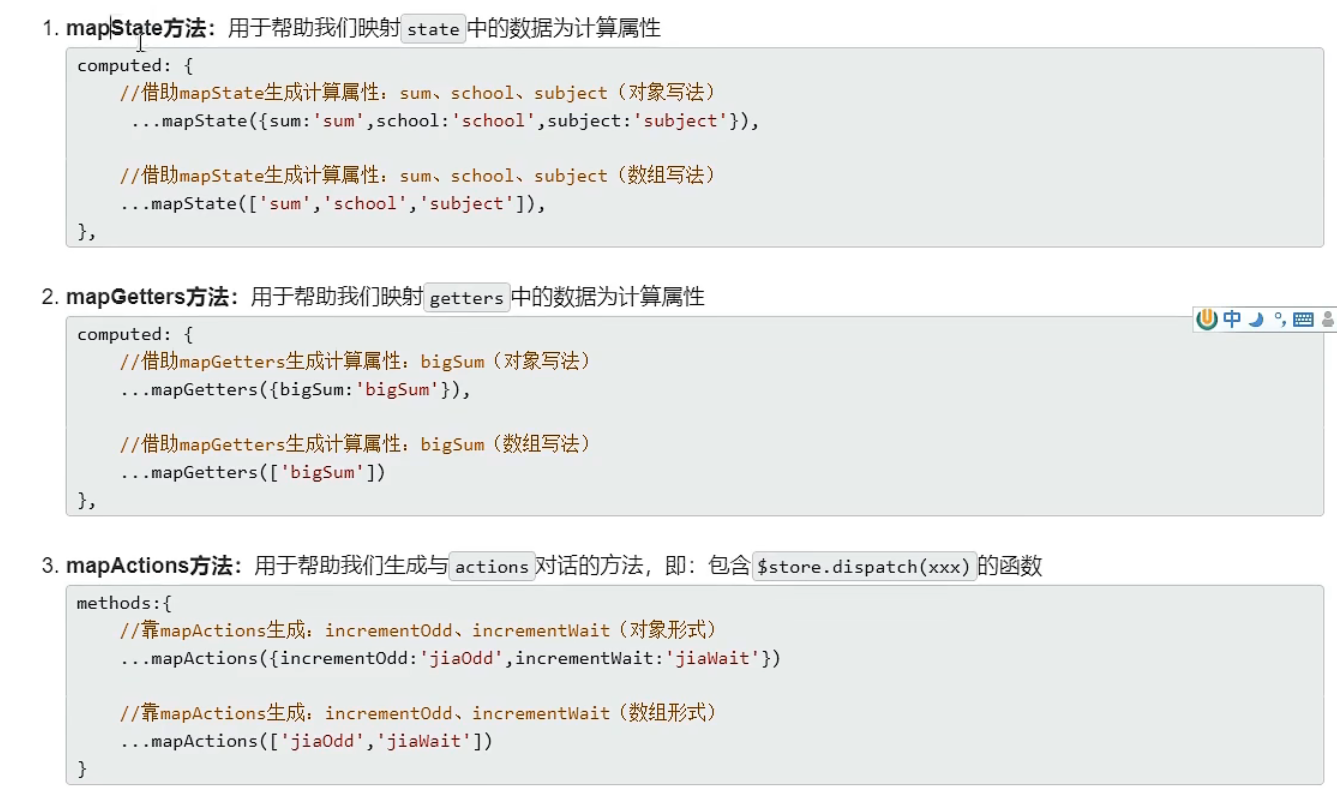 1. mapState方法：用于帮助我们映射state中的数据为计算属性
computed: {
    //借助mapState生成计算属性：sum、school、subject（对象写法）
     ...mapState({sum:'sum',school:'school',subject:'subject'}),
    //借助mapState生成计算属性：sum、school、subject（数组写法）
    ...mapState(['sum','school','subject']),
},
2. mapGetters方法：用于帮助我们映射getters中的数据为计算属性
中
computed: {
    //借助mapGetters生成计算属性：bigSum（对象写法）
    ...mapGetters({bigSum:'bigSum'}),
    //借助mapGetters生成计算属性：bigSum（数组写法）
    ...mapGetters(['bigSum'])
},
3. mapActions方法：用于帮助我们生成与actions对话的方法，即：包含$store.dispatch(xxx)的函数
methods:{
    //靠mapActions生成：incrementOdd、incrementWait（对象形式）
    ...mapActions({incrementOdd:'jiaOdd',incrementWait:'jiaWait'})
    //靠mapActions生成：incrementOdd、incrementWait（数组形式）
    ...mapActions(['jiaOdd','jiaWait'])
}